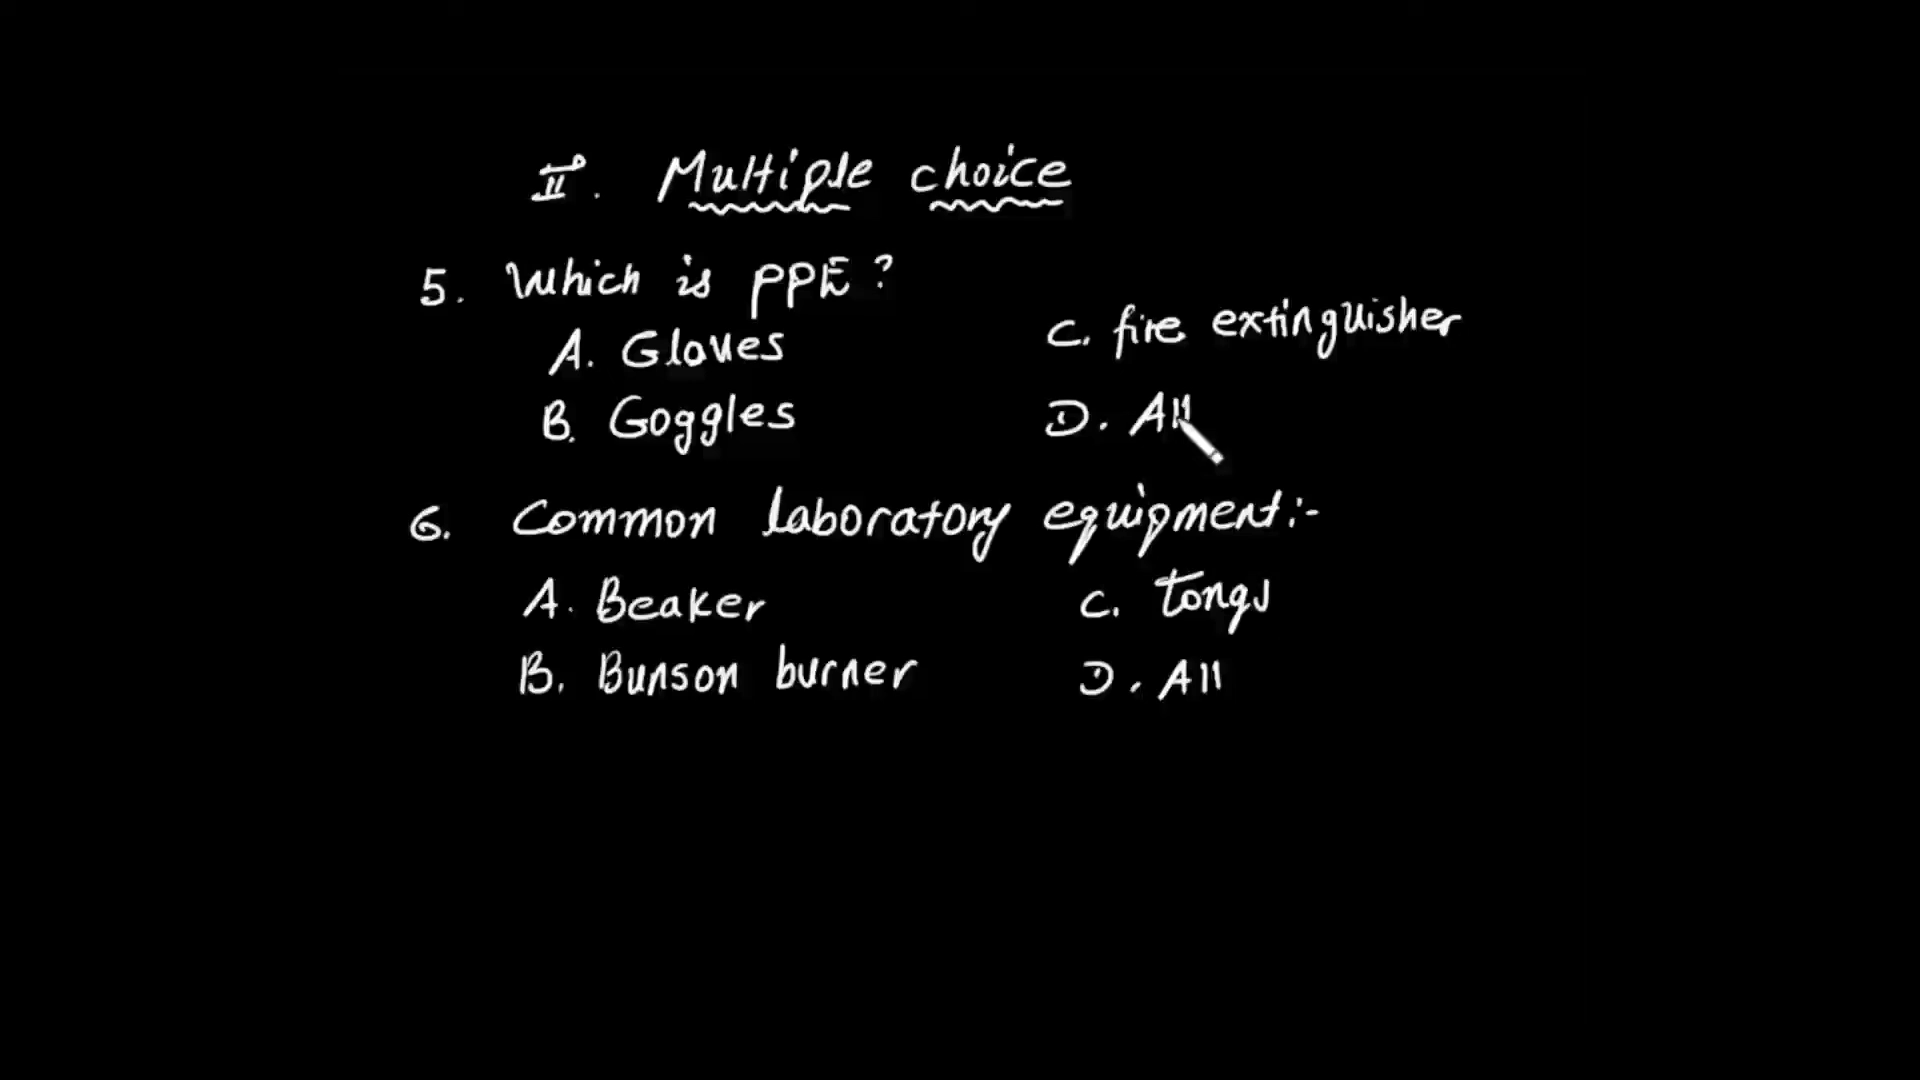 II. Multiple choice
5. Which is PPE?
A. Gloves
B. Goggles
C. fire extinguisher
D. All
6. Common laboratory equipment:-
A. Beaker
B. Bunson burner
C. tongs
D. All